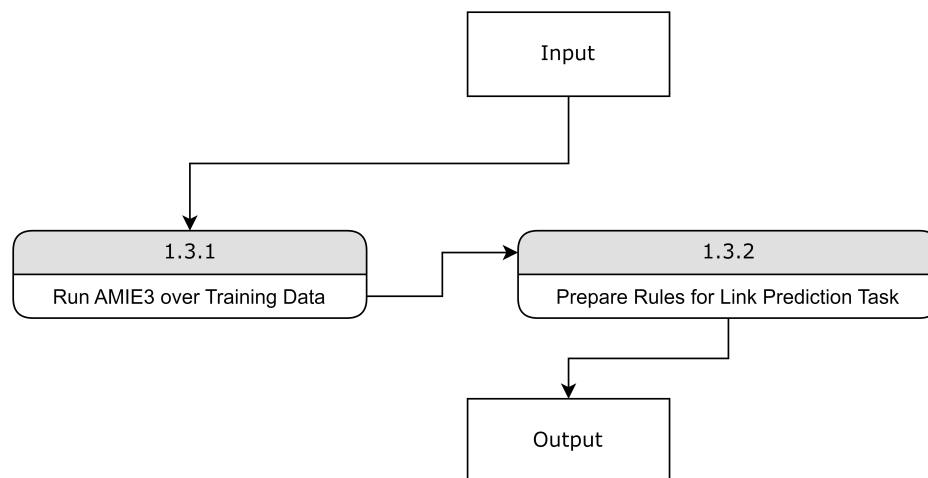 Input
1.3.1
Run AMIE3 over Training Data
1.3.2
Prepare Rules for Link Prediction Task
Output